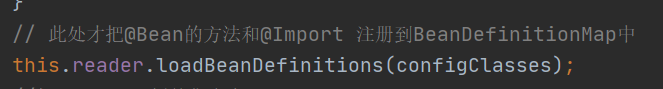 }
// 此处才把@Bean的方法和@Import 注册到BeanDefinitionMap中
this.reader.loadBeanDefinitions(configClasses);